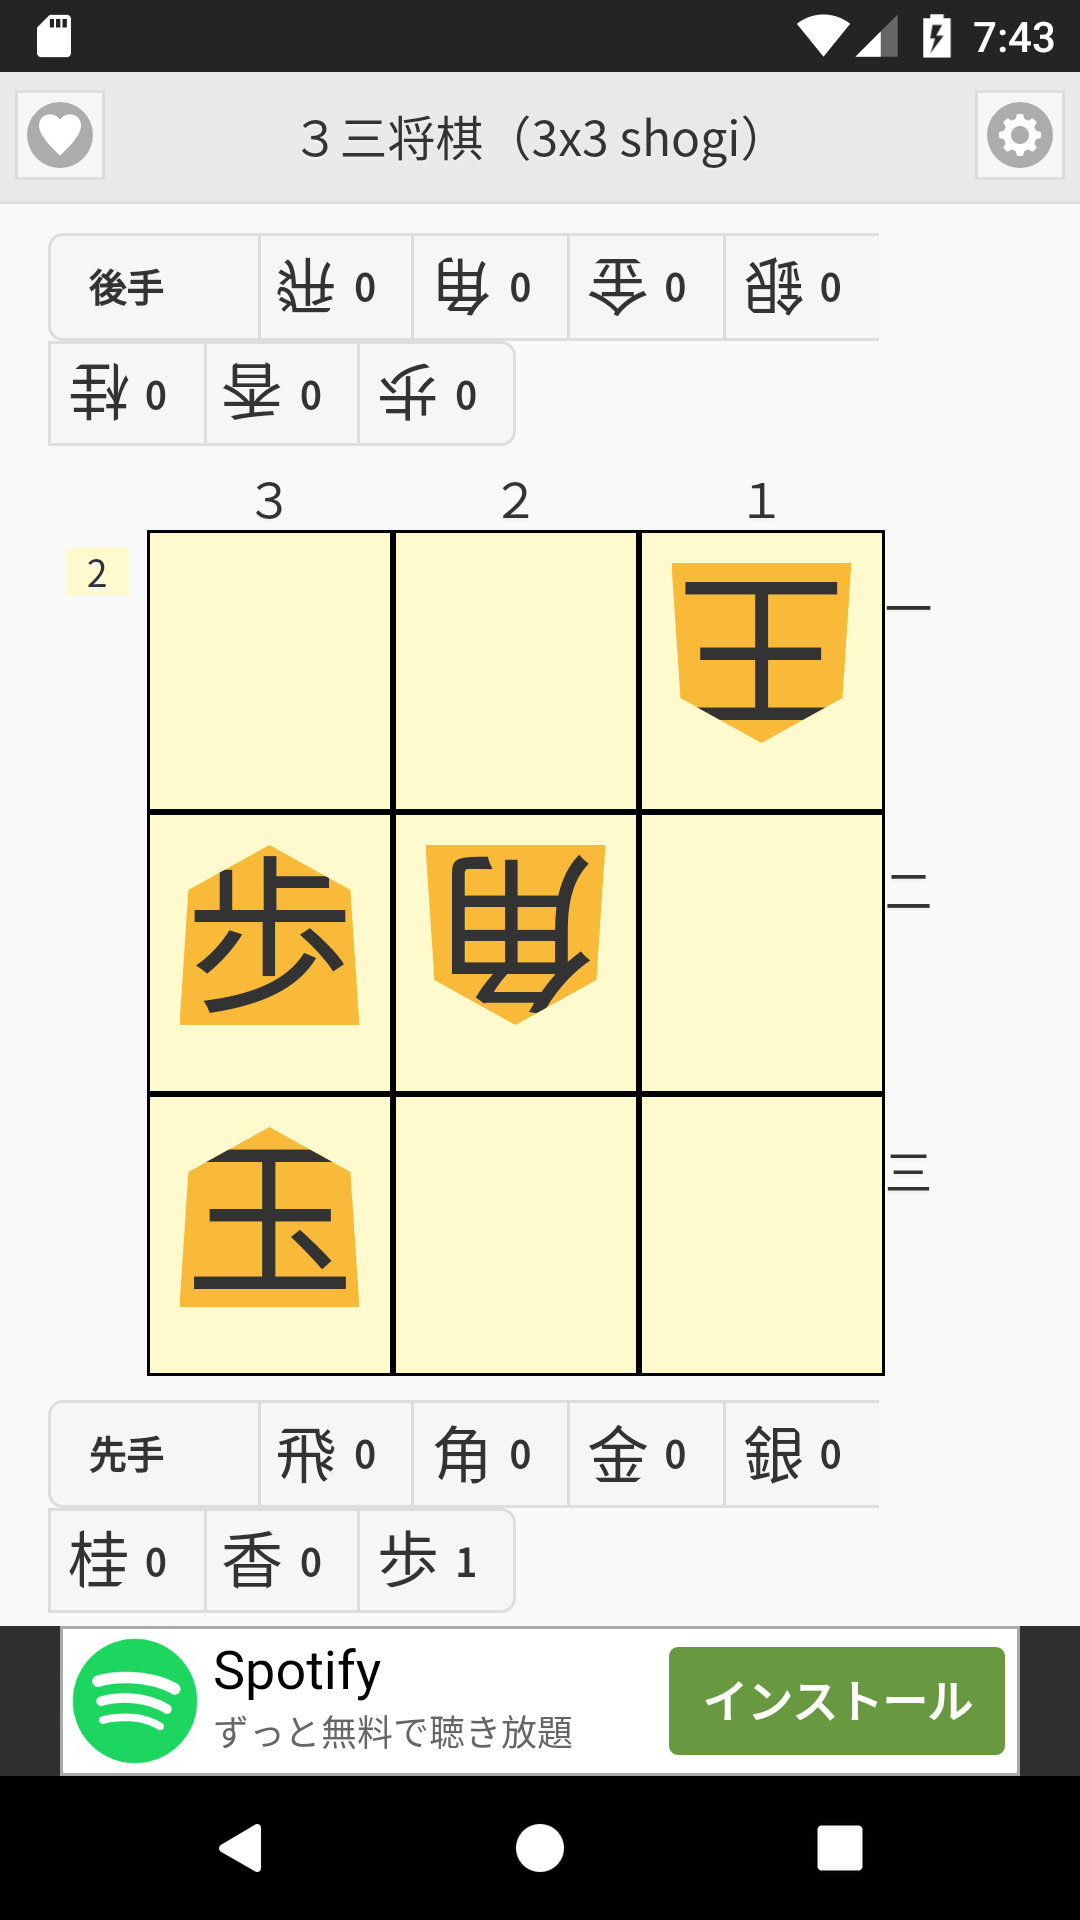 7:43
３三将棋（3x3 shogi）
後手 飛 0 角 0 金 0 銀 0
桂 0 香 0 歩 0
３ ２ １
2
王 一
歩 角 二
玉 三
先手 飛 0 角 0 金 0 銀 0
桂 0 香 0 歩 1
Spotify
ずっと無料で聴き放題
インストール